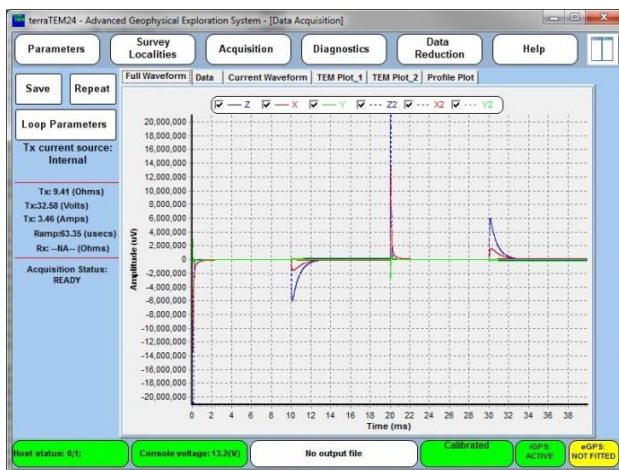 terraTEM24 - Advanced Geophysical Exploration System - [Data Acquisition]
Parameters
Survey
Localities
Acquisition
Diagnostics
Data
Reduction
Help
Save
Repeat
Loop Parameters
Tx current source:
Internal
Tx: 9.41 (Ohms)
Tx:32.58 (Volts)
Tx: 3.46 (Amps)
Ramp:63.35 (usecs)
Rx: --NA-- (Ohms)
Acquisition Status:
READY
Full Waveform Data Current Waveform TEM Plot_1 TEM Plot_2 Profile Plot
Z X Y Z2 X2 Y2
20,000,000
18,000,000
16,000,000
14,000,000
12,000,000
10,000,000
8,000,000
6,000,000
4,000,000
2,000,000
0
-2,000,000
-4,000,000
-6,000,000
-8,000,000
-10,000,000
-12,000,000
-14,000,000
-16,000,000
-18,000,000
-20,000,000
Amplitude (uV)
0 2 4 6 8 10 12 14 16 18 20 22 24 26 28 30 32 34 36 38
Time (ms)
Host status: 0;1;
Console voltage: 13.2(V)
No output file
Calibrated
iGPS:
ACTIVE
eGPS:
NOT FITTED